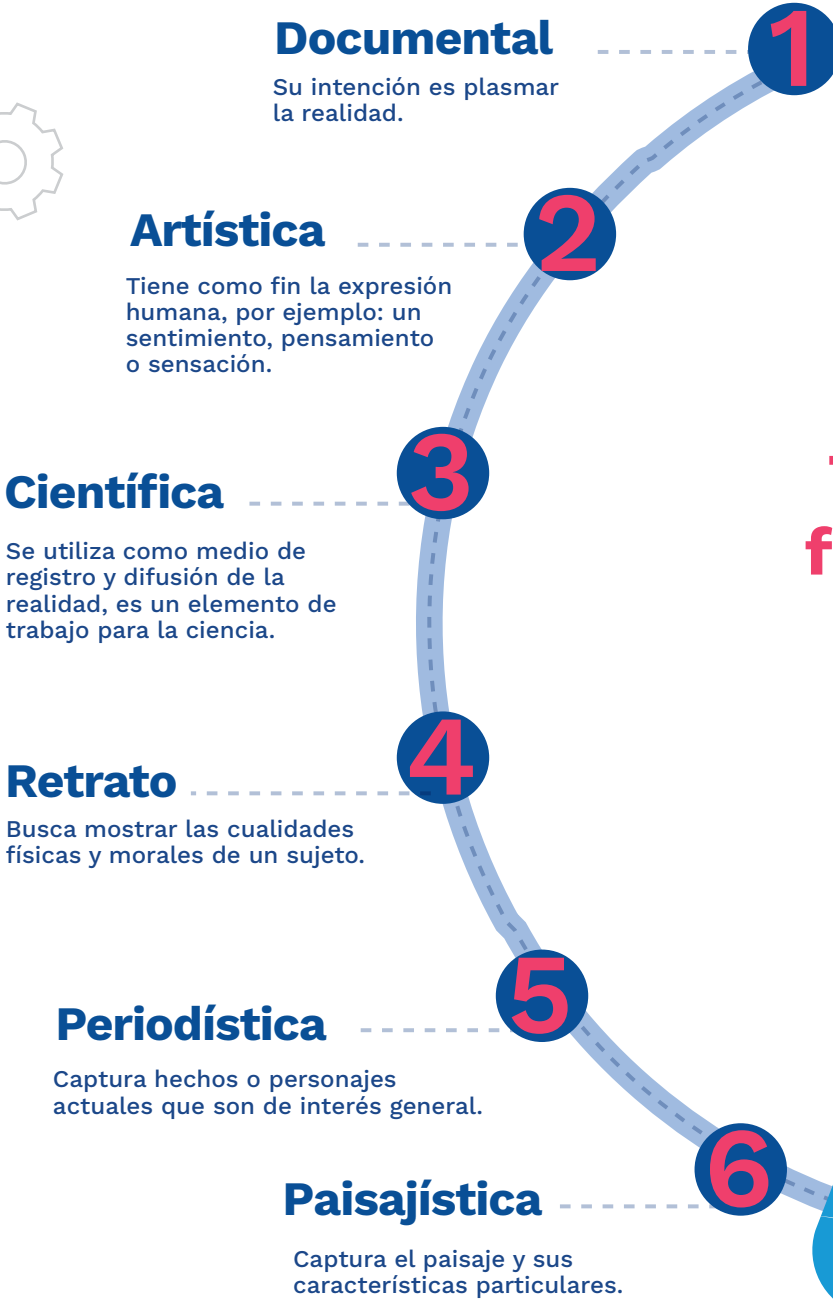 1
Documental
Su intención es plasmar
la realidad.
2
Artística
Tiene como fin la expresión
humana, por ejemplo: un
sentimiento, pensamiento
o sensación.
3
Científica
Se utiliza como medio de
registro y difusión de la
realidad, es un elemento de
trabajo para la ciencia.
4
Retrato
Busca mostrar las cualidades
físicas y morales de un sujeto.
5
Periodística
Captura hechos o personajes
actuales que son de interés general.
6
Paisajística
Captura el paisaje y sus
características particulares.
f